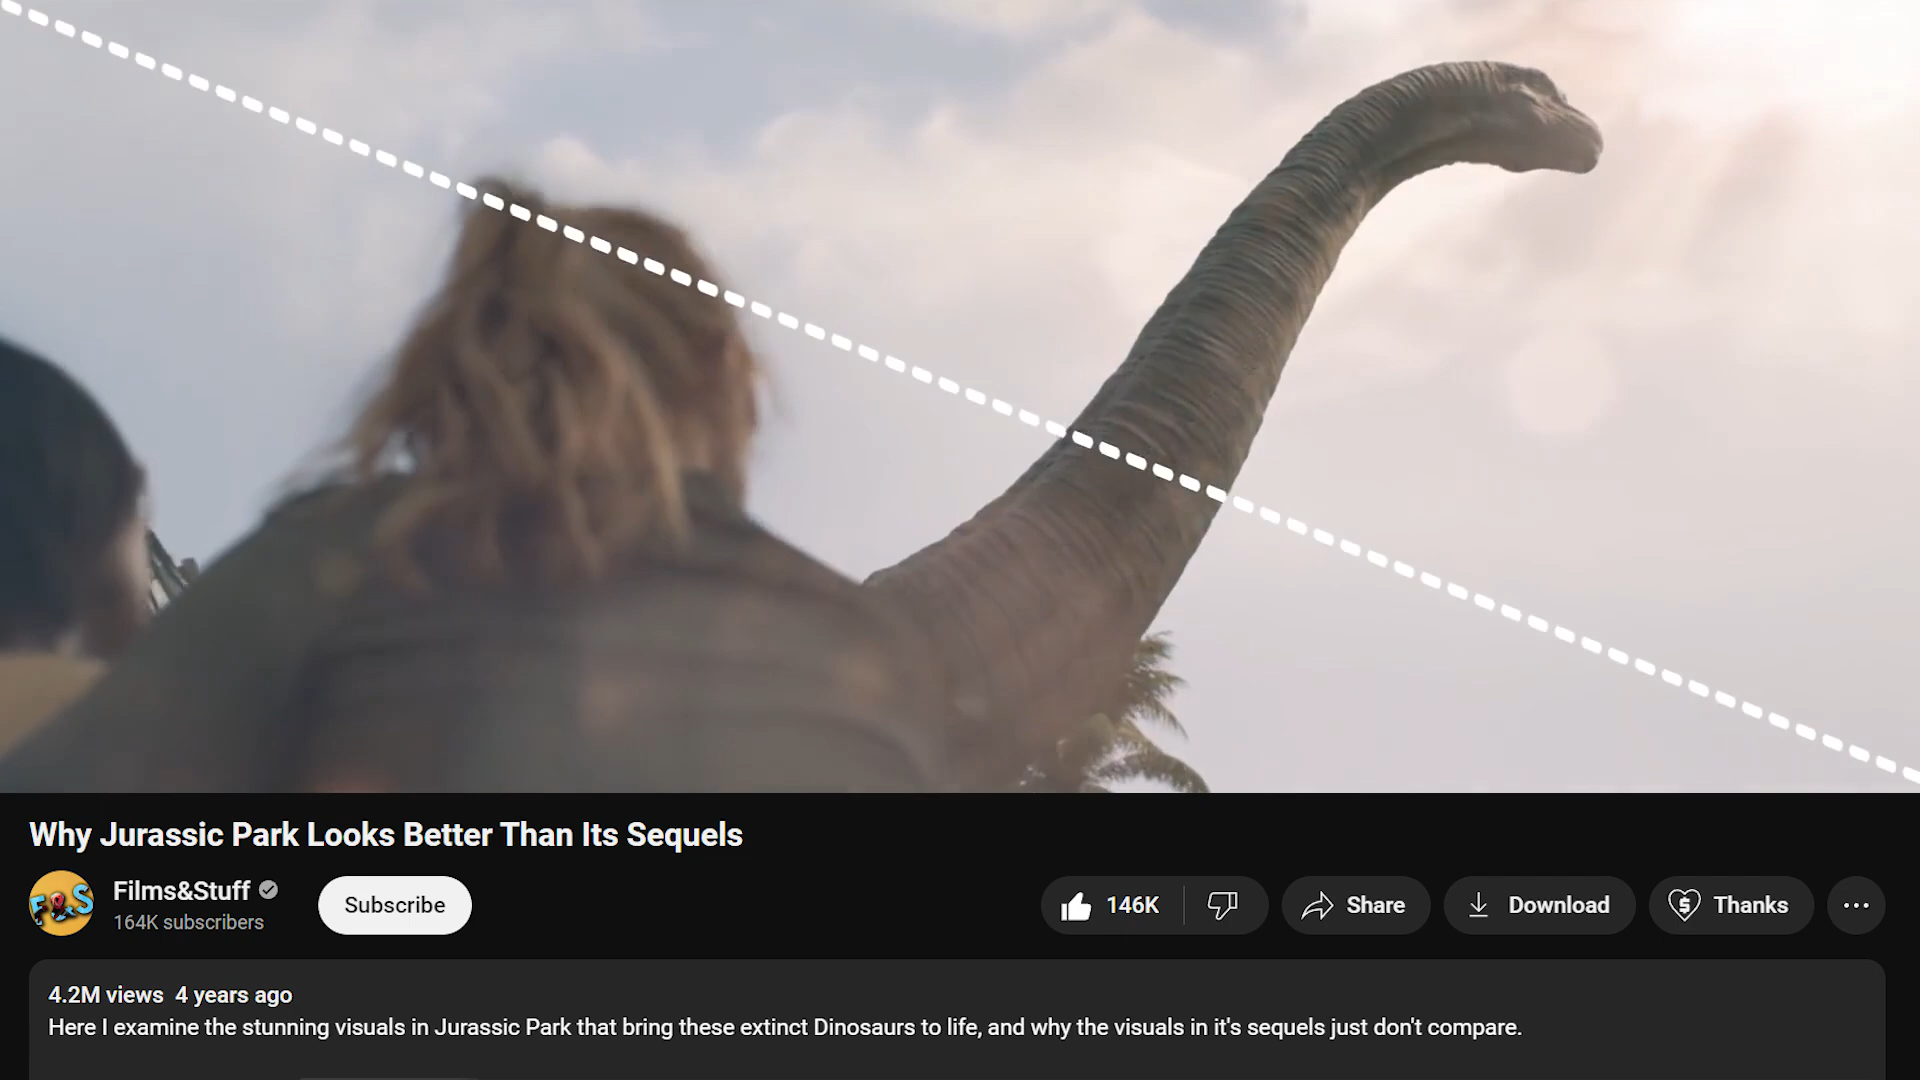 Why Jurassic Park Looks Better Than Its Sequels
F&S
Films&Stuff
164K subscribers
Subscribe
146K
Share
Download
Thanks
4.2M views 4 years ago
Here I examine the stunning visuals in Jurassic Park that bring these extinct Dinosaurs to life, and why the visuals in it's sequels just don't compare.